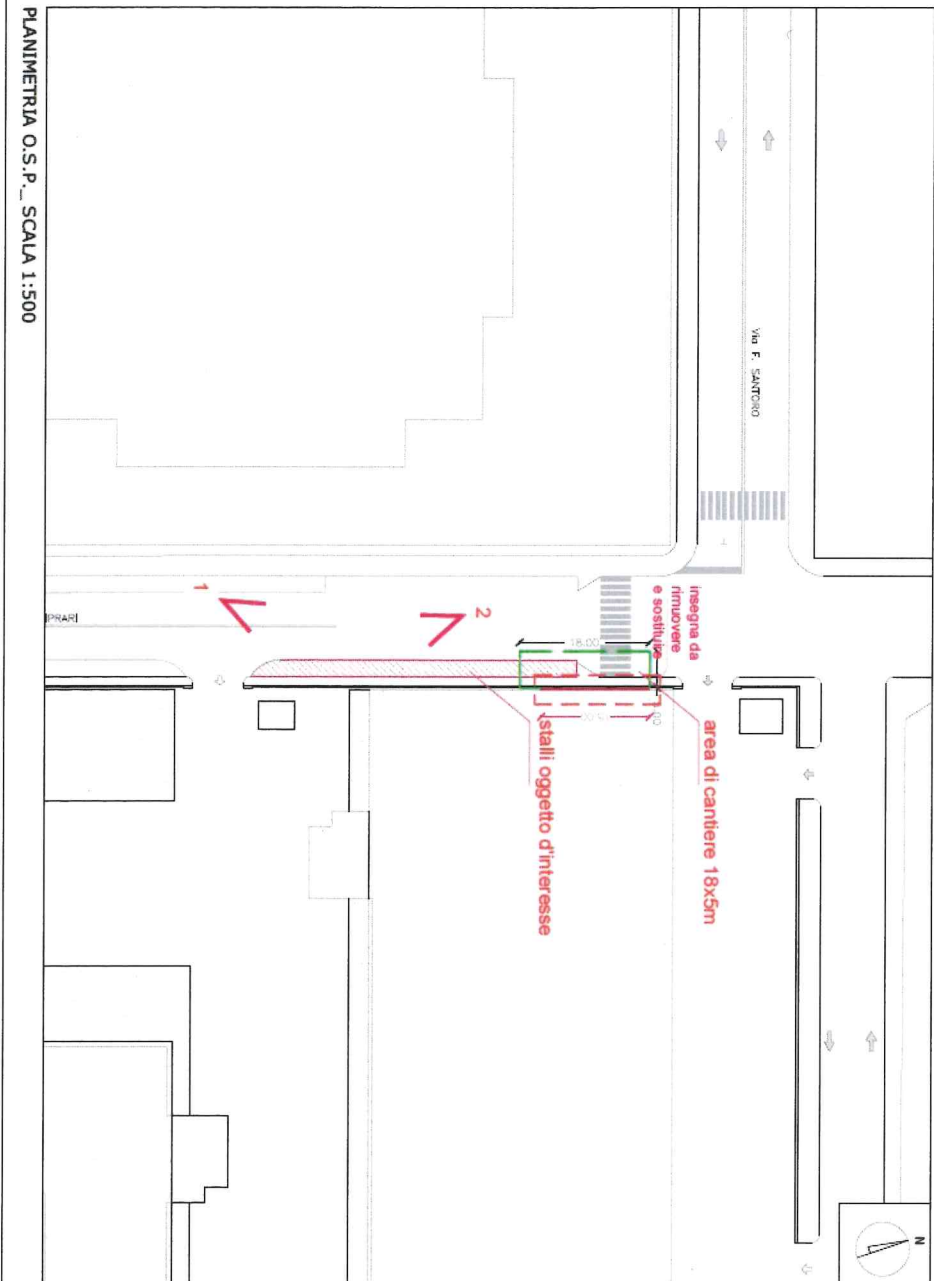 PLANIMETRIA O.S.P._ SCALA 1:500
N
Via F. SANTORO
insegna da
rimuovere
e sostituire
area di cantiere 18x5m
18.00
2
1
stalli oggetto d'interesse